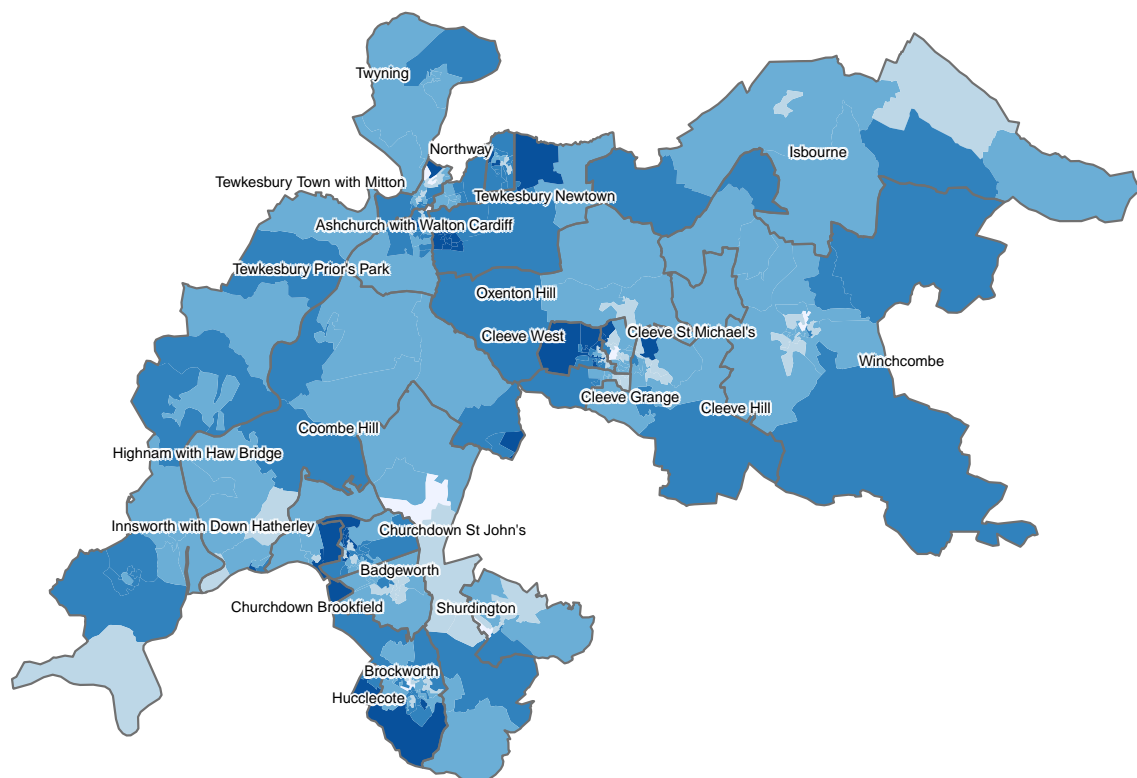 Twyning
Northway
Isbourne
Tewkesbury Town with Mitton
Tewkesbury Newtown
Ashchurch with Walton Cardiff
Tewkesbury Prior's Park
Oxenton Hill
Cleeve West
Cleeve St Michael's
Winchcombe
Cleeve Grange
Cleeve Hill
Coombe Hill
Highnam with Haw Bridge
Innsworth with Down Hatherley
Churchdown St John's
Badgeworth
Churchdown Brookfield
Shurdington
Brockworth
Hucclecote